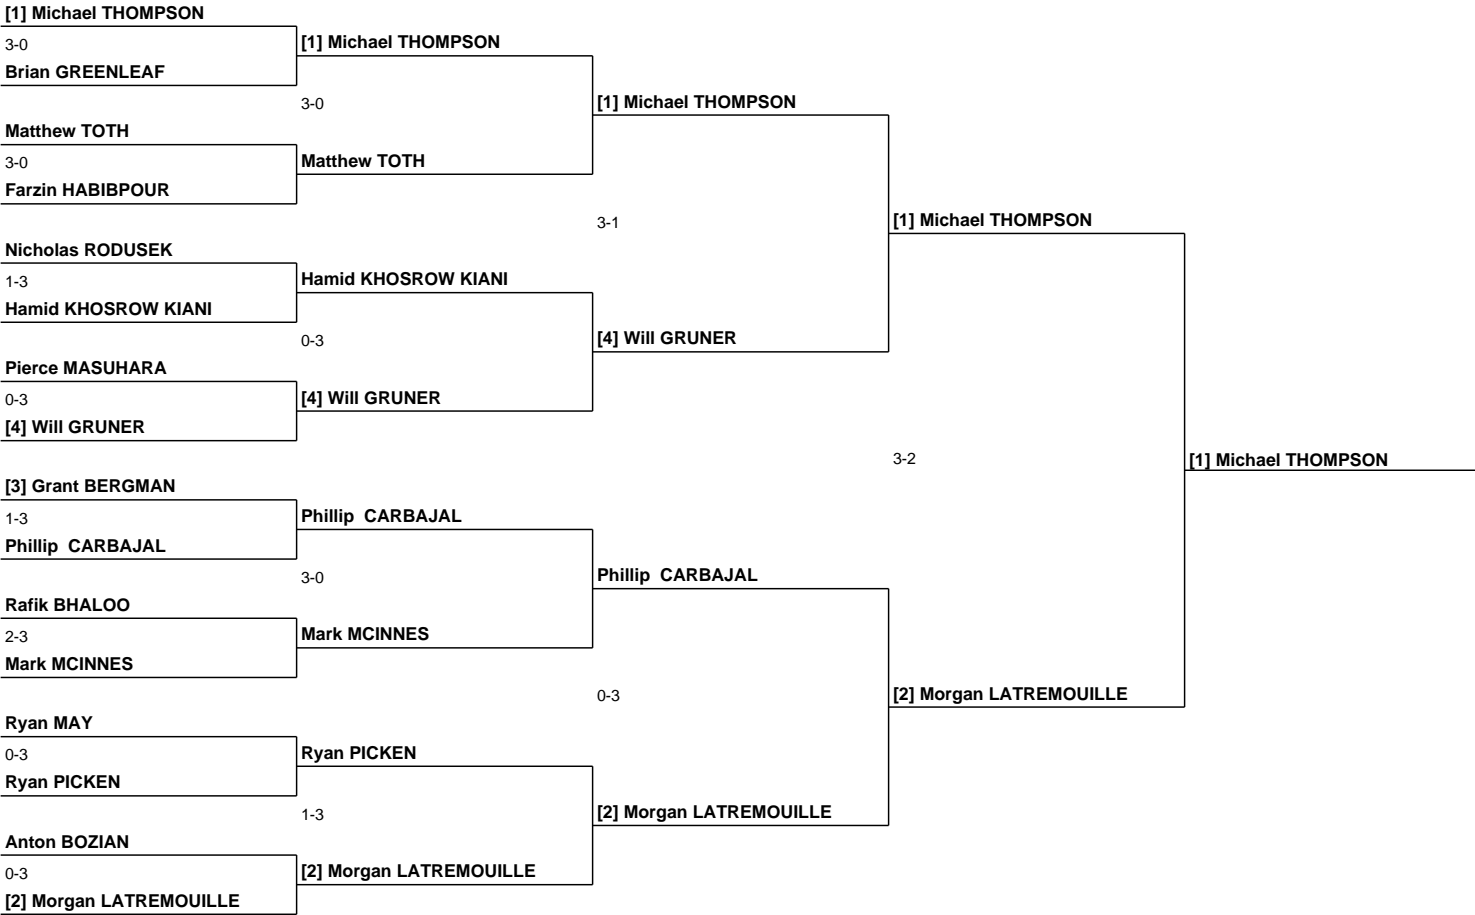 [1] Michael THOMPSON
3-0
Brian GREENLEAF
Matthew TOTH
3-0
Farzin HABIBPOUR
Nicholas RODUSEK
1-3
Hamid KHOSROW KIANI
Pierce MASUHARA
0-3
[4] Will GRUNER
[3] Grant BERGMAN
1-3
Phillip  CARBAJAL
Rafik BHALOO
2-3
Mark MCINNES
Ryan MAY
0-3
Ryan PICKEN
Anton BOZIAN
0-3
[2] Morgan LATREMOUILLE
[1] Michael THOMPSON
3-0
Matthew TOTH
Hamid KHOSROW KIANI
0-3
[4] Will GRUNER
Phillip  CARBAJAL
3-0
Mark MCINNES
Ryan PICKEN
1-3
[2] Morgan LATREMOUILLE
[1] Michael THOMPSON
3-1
[4] Will GRUNER
Phillip  CARBAJAL
0-3
[2] Morgan LATREMOUILLE
[1] Michael THOMPSON
3-2
[2] Morgan LATREMOUILLE
[1] Michael THOMPSON